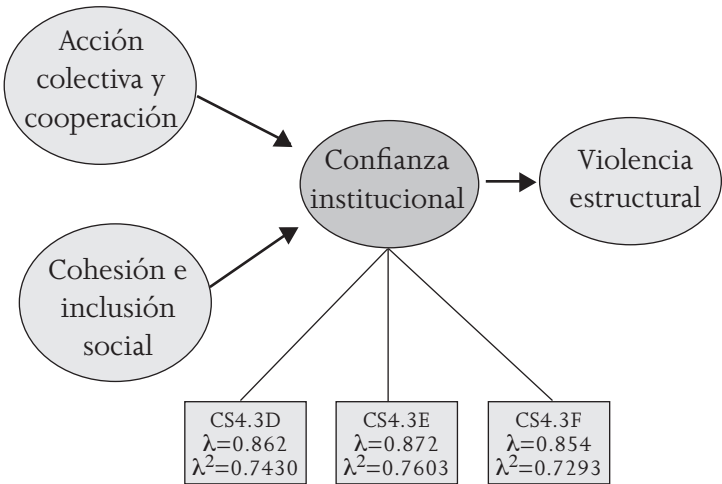 Acción
colectiva y
cooperación
Confianza
institucional
Violencia
estructural
Cohesión e
inclusión
social
CS4.3D
λ=0.862
λ²=0.7430
CS4.3E
λ=0.872
λ²=0.7603
CS4.3F
λ=0.854
λ²=0.7293